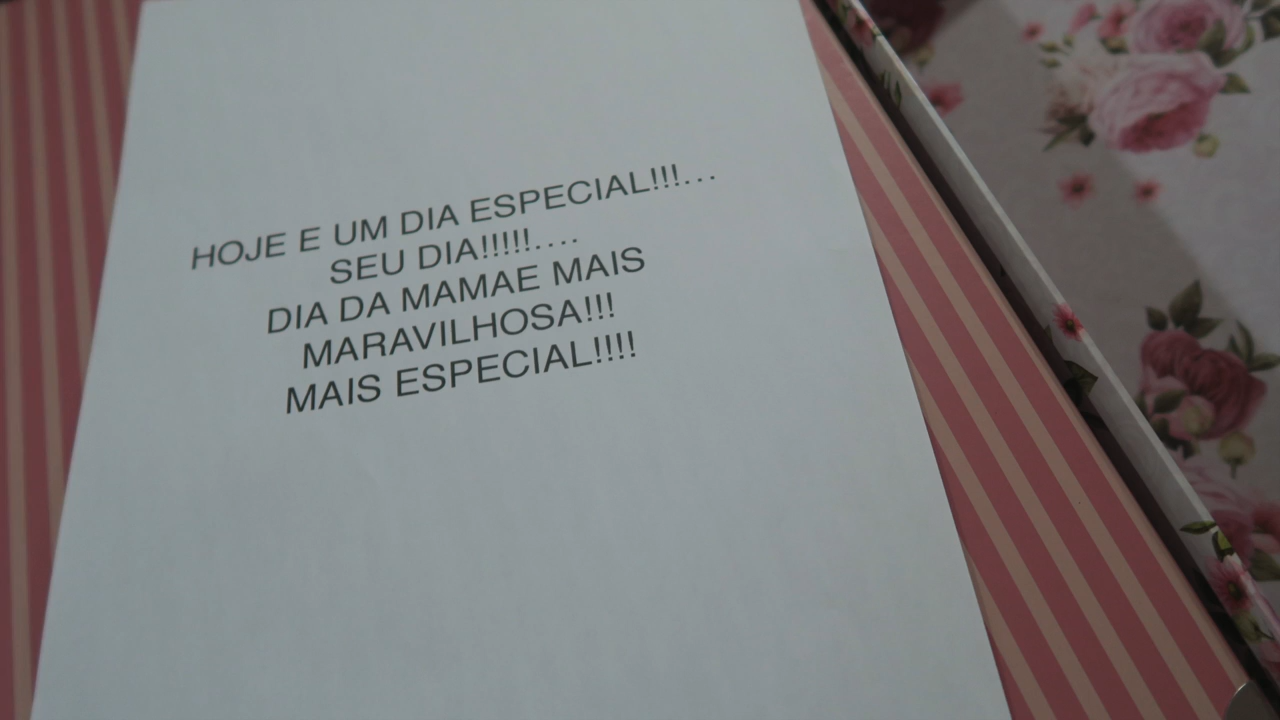 HOJE E UM DIA ESPECIAL!!!...
SEU DIA!!!!!....
DIA DA MAMAE MAIS
MARAVILHOSA!!!
MAIS ESPECIAL!!!!